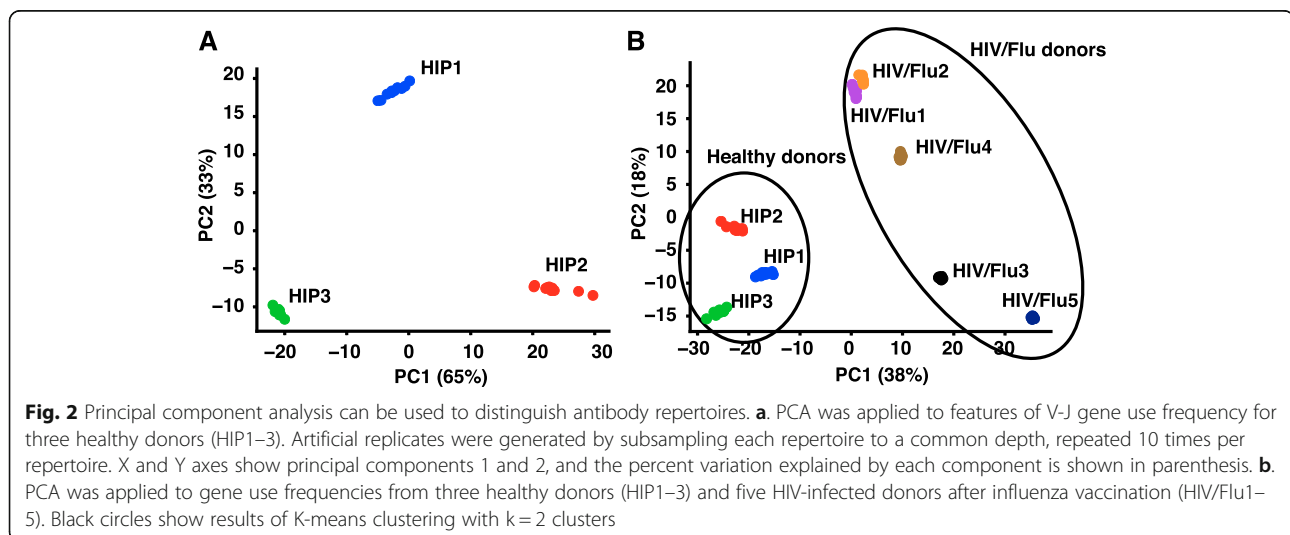 A
20
15
10
5
0
−5
−10
PC2 (33%)
HIP1
HIP2
HIP3
−20
−10
0
10
20
30
PC1 (65%)
B
HIV/Flu donors
20
15
10
5
0
−5
−10
−15
PC2 (18%)
HIV/Flu2
HIV/Flu1
HIV/Flu4
Healthy donors
HIP2
HIP1
HIP3
HIV/Flu3
HIV/Flu5
−30
−20
−10
0
10
20
30
PC1 (38%)
Fig. 2 Principal component analysis can be used to distinguish antibody repertoires. a. PCA was applied to features of V-J gene use frequency for
three healthy donors (HIP1–3). Artificial replicates were generated by subsampling each repertoire to a common depth, repeated 10 times per
repertoire. X and Y axes show principal components 1 and 2, and the percent variation explained by each component is shown in parenthesis. b.
PCA was applied to gene use frequencies from three healthy donors (HIP1–3) and five HIV-infected donors after influenza vaccination (HIV/Flu1–
5). Black circles show results of K-means clustering with k = 2 clusters